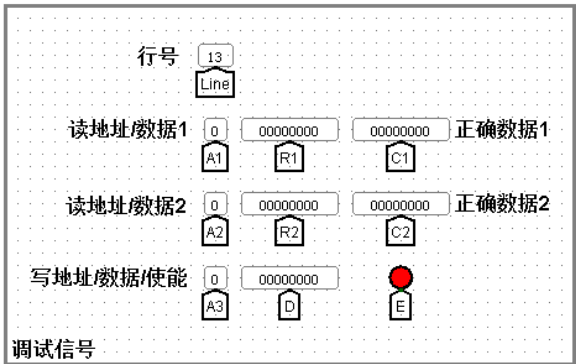 行号 13
Line
读地址/数据1 0 00000000 00000000 正确数据1
A1 R1 C1
读地址/数据2 0 00000000 00000000 正确数据2
A2 R2 C2
写地址/数据/使能 0 00000000
A3 D E
调试信号